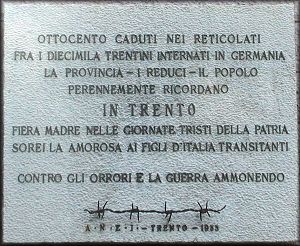 OTTOCENTO CADUTI NEI RETICOLATI
FRA I DIECIMILA TRENTINI INTERNATI IN GERMANIA
LA PROVINCIA - I REDUCI - IL POPOLO
PERENNEMENTE RICORDANO
IN TRENTO
FIERA MADRE NELLE GIORNATE TRISTI DELLA PATRIA
SOREI LA AMOROSA AI FIGLI D'ITALIA TRANSITANTI
CONTRO GLI ORRORI E LA GUERRA AMMONENDO
A.N.E.I. - TRENTO -